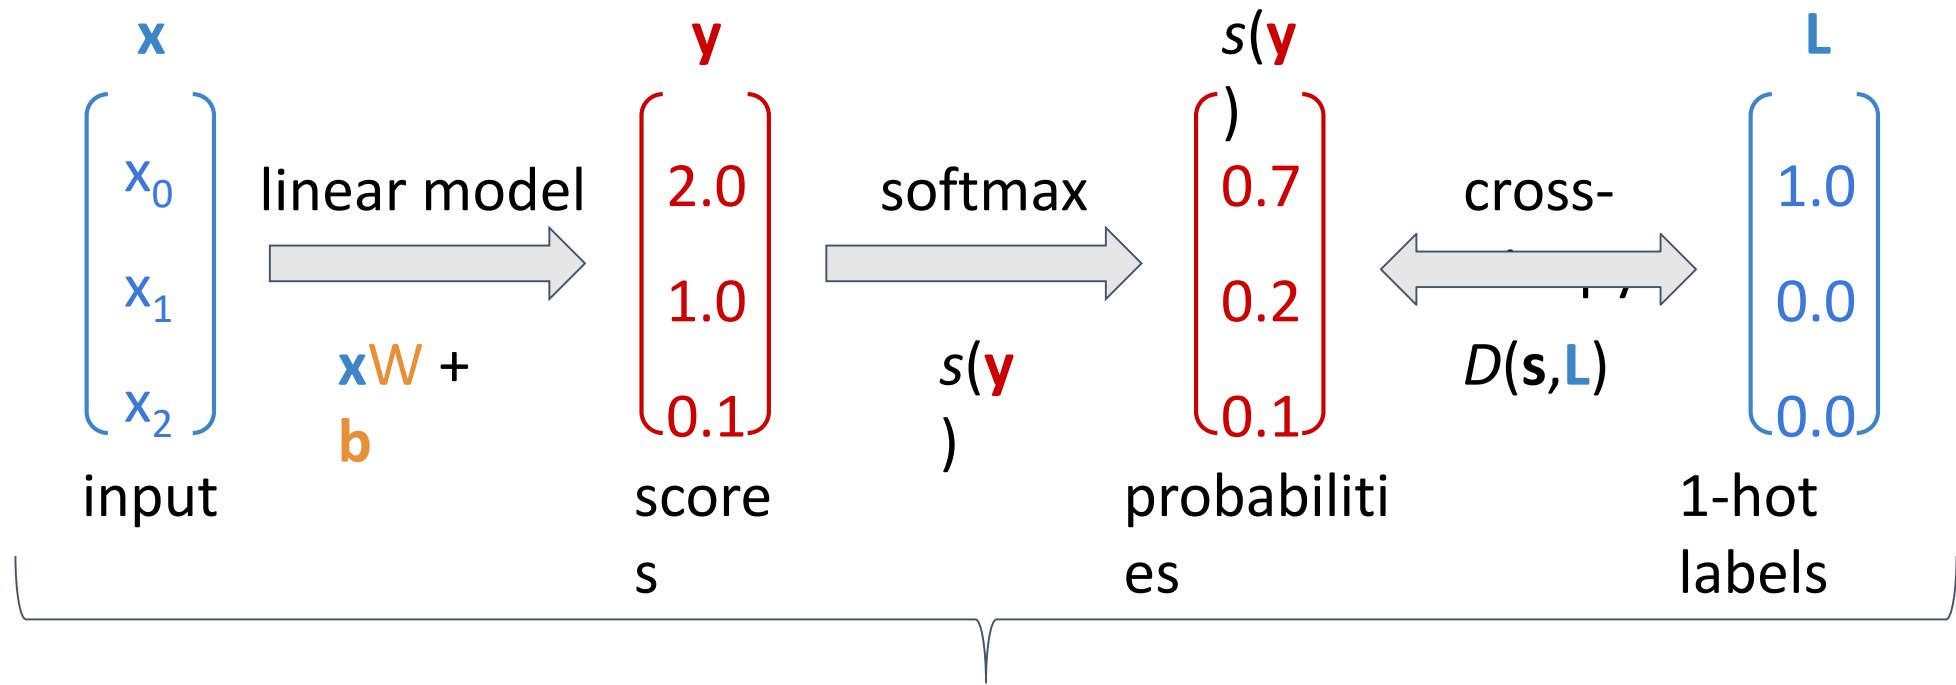 x
x0
x1
x2
input
linear model
xW +
b
y
2.0
1.0
0.1
score
s
softmax
s(y
)
s(y
)
0.7
0.2
0.1
probabiliti
es
cross-
D(s,L)
L
1.0
0.0
0.0
1-hot
labels